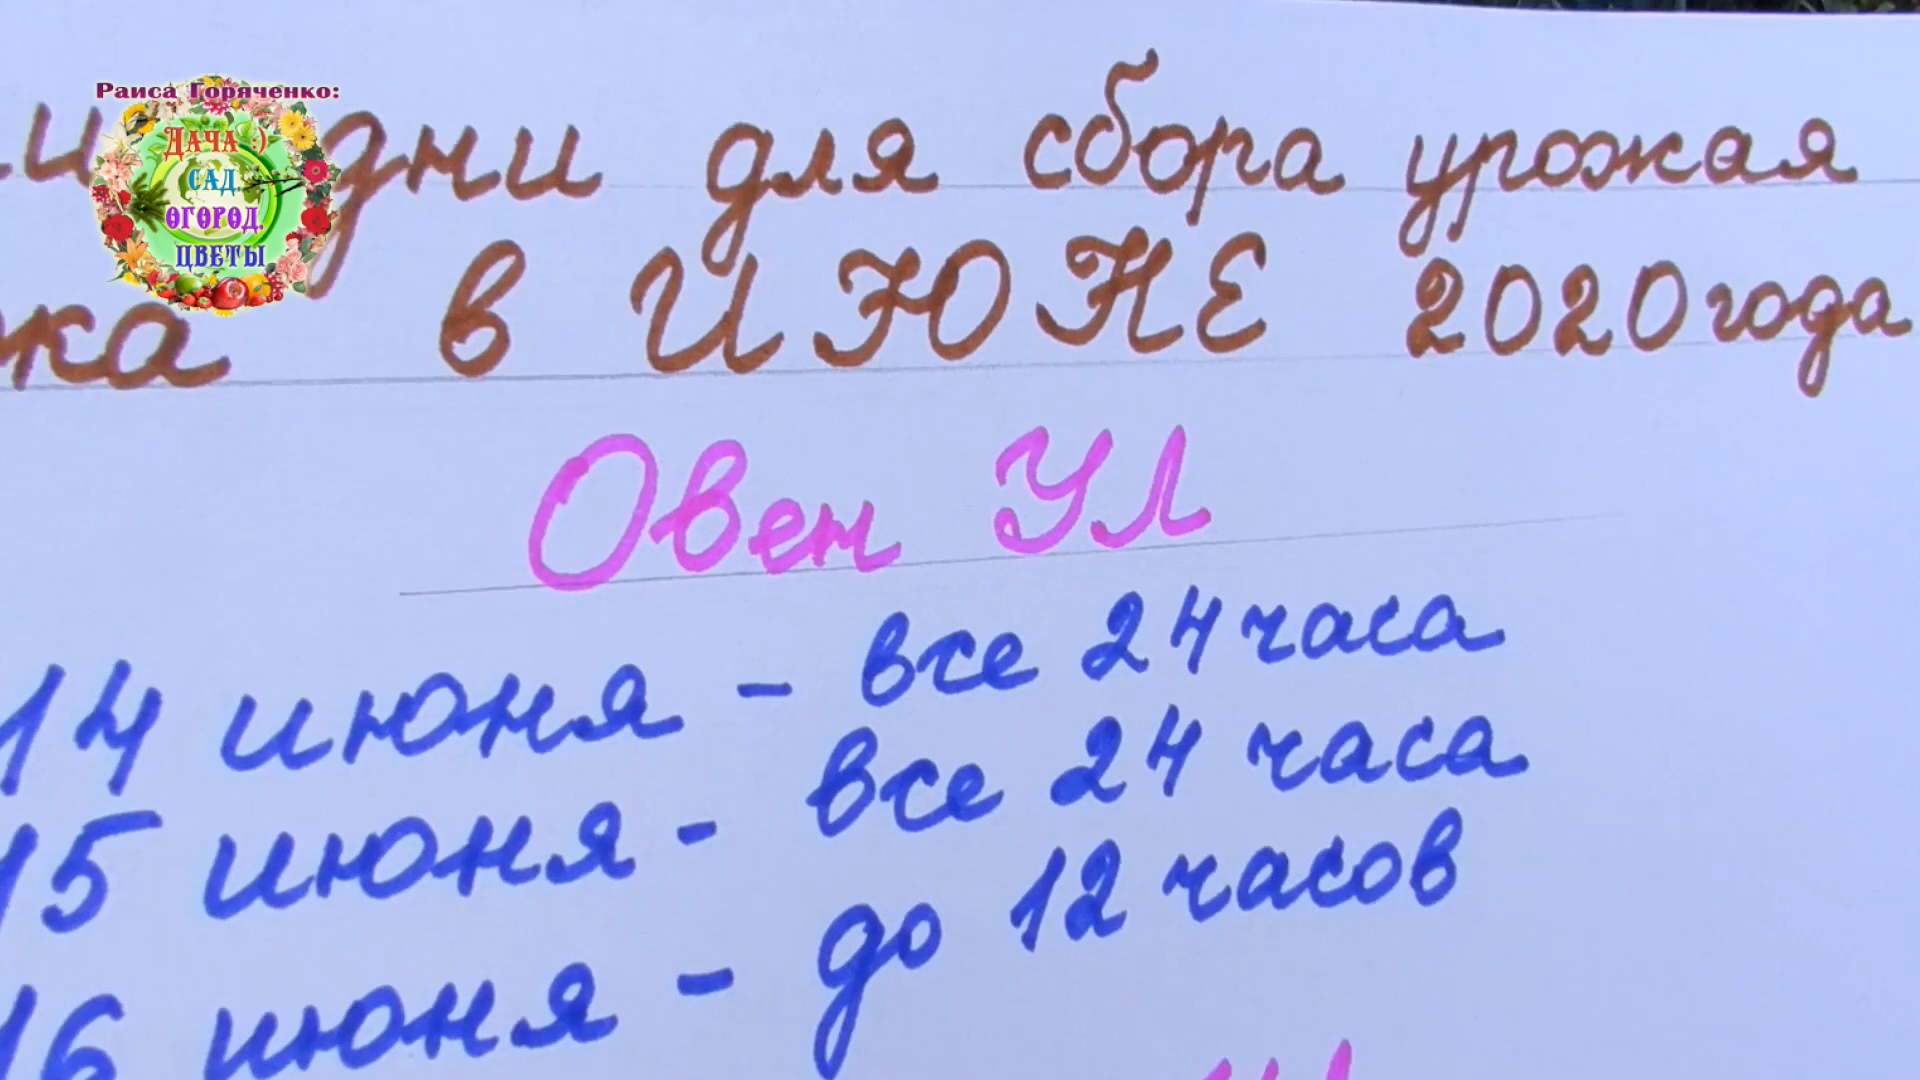 Раиса Горяченко:
Дача :)
сад.
огород.
цветы
дни для сбора урожая
в ИЮНЕ 2020 года
Овен УЛ
14 июня - все 24 часа
15 июня - все 24 часа
16 июня - до 12 часов